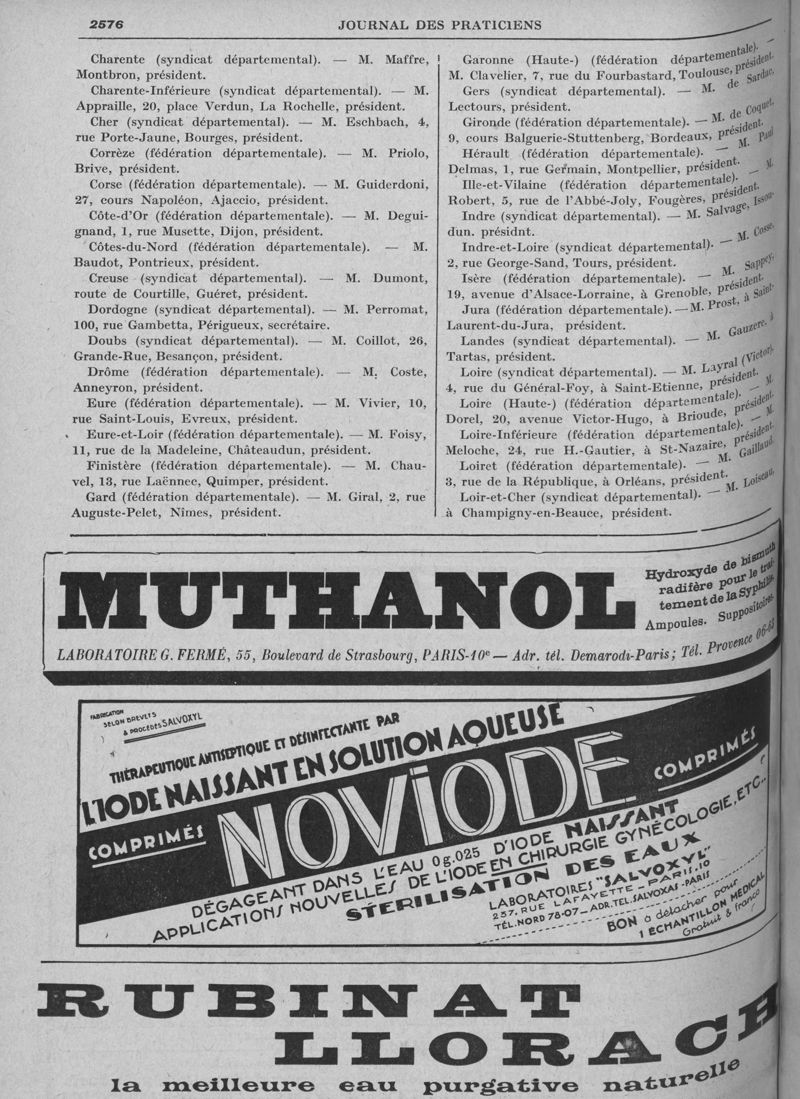 2576
JOURNAL DES PRATICIENS
Charente (syndicat départemental). — M. Maffre,
Montbron, président.
Charente-Inférieure (syndicat départemental). — M.
Appraille, 20, place Verdun, La Rochelle, président.
Cher (syndicat départemental). — M. Eschbach, 4,
rue Porte-Jaune, Bourges, président.
Corrèze (fédération départementale). — M. Priolo,
Brive, président.
Corse (fédération départementale). — M. Guiderdoni,
27, cours Napoléon, Ajaccio, président.
Côte-d'Or (fédération départementale). — M. Degui-
gnand, 1, rue Musette, Dijon, président.
Côtes-du-Nord (fédération départementale). — M.
Baudot, Pontrieux, président.
Creuse (syndicat départemental). — M. Dumont,
route de Courtille, Guéret, président.
Dordogne (syndicat départemental). — M. Perromat,
100, rue Gambetta, Périgueux, secrétaire.
Doubs (syndicat départemental). — M. Coillot, 26,
Grande-Rue, Besançon, président.
Drôme (fédération départementale). — M. Coste,
Anneyron, président.
Eure (fédération départementale). — M. Vivier, 10,
rue Saint-Louis, Evreux, président.
Eure-et-Loir (fédération départementale). — M. Foisy,
11, rue de la Madeleine, Châteaudun, président.
Finistère (fédération départementale). — M. Chau-
vel, 13, rue Laënnec, Quimper, président.
Gard (fédération départementale). — M. Giral, 2, rue
Auguste-Pelet, Nîmes, président.
Garonne (Haute-) (fédération départementale). —
M. Clavelier, 7, rue du Fourbastard, Toulouse, président.
Gers (syndicat départemental). — M. de Sardac,
Lectours, président.
Gironde (fédération départementale). — M. de Coquet,
9, cours Balguerie-Stuttenberg, Bordeaux, président.
Hérault (fédération départementale). — M. Paul
Delmas, 1, rue Germain, Montpellier, président.
Ille-et-Vilaine (fédération départementale). — M.
Robert, 5, rue de l'Abbé-Joly, Fougères, président.
Indre (syndicat départemental). — M. Salvage, Issou-
dun. présidnt.
Indre-et-Loire (syndicat départemental). — M. Cosse,
2, rue George-Sand, Tours, président.
Isère (fédération départementale). — M. Sappey,
19, avenue d'Alsace-Lorraine, à Grenoble, président.
Jura (fédération départementale). — M. Prost, à Saint-
Laurent-du-Jura, président.
Landes (syndicat départemental). — M. Gauzere, à
Tartas, président.
Loire (syndicat départemental). — M. Layral (Victor),
4, rue du Général-Foy, à Saint-Etienne, président.
Loire (Haute-) (fédération départementale). — M.
Dorel, 20, avenue Victor-Hugo, à Brioude, président.
Loire-Inférieure (fédération départementale). — M.
Meloche, 24, rue H.-Gautier, à St-Nazaire, président.
Loiret (fédération départementale). — M. Gaillaud,
3, rue de la République, à Orléans, président.
Loir-et-Cher (syndicat départemental). — M. Loiseau,
à Champigny-en-Beauce, président.
MUTHANOL
Hydroxyde de bismuth
radifère pour le trai-
tement de la Syphilis
Ampoules. Suppositoires.
LABORATOIRE G. FERMÉ, 55, Boulevard de Strasbourg, PARIS-10e — Adr. tél. Demarodi-Paris; Tél. Provence 06-63
FABRICATION
SELON BREVETS
& PROCÉDÉS SALVOXYL
THÉRAPEUTIQUE ANTISEPTIQUE ET DÉSINFECTANTE PAR
L'IODE NAISSANT EN SOLUTION AQUEUSE
COMPRIMÉS NOVIODE COMPRIMÉS
DÉGAGEANT DANS L'EAU 0g.025 D'IODE NAISSANT
APPLICATIONS NOUVELLES DE L'IODE EN CHIRURGIE GYNÉCOLOGIE, ETC..
STÉRILISATION DES EAUX
LABORATOIRES "SALVOXYL"
257, RUE LAFAYETTE - PARIS.10
TÉL. NORD 78-07 - ADR. TEL. SALVOXAS - PARIS
BON à détacher pour
1 ÉCHANTILLON MÉDICAL
Gratuit & franco
RUBINAT
LLORACH
la meilleure eau purgative naturelle